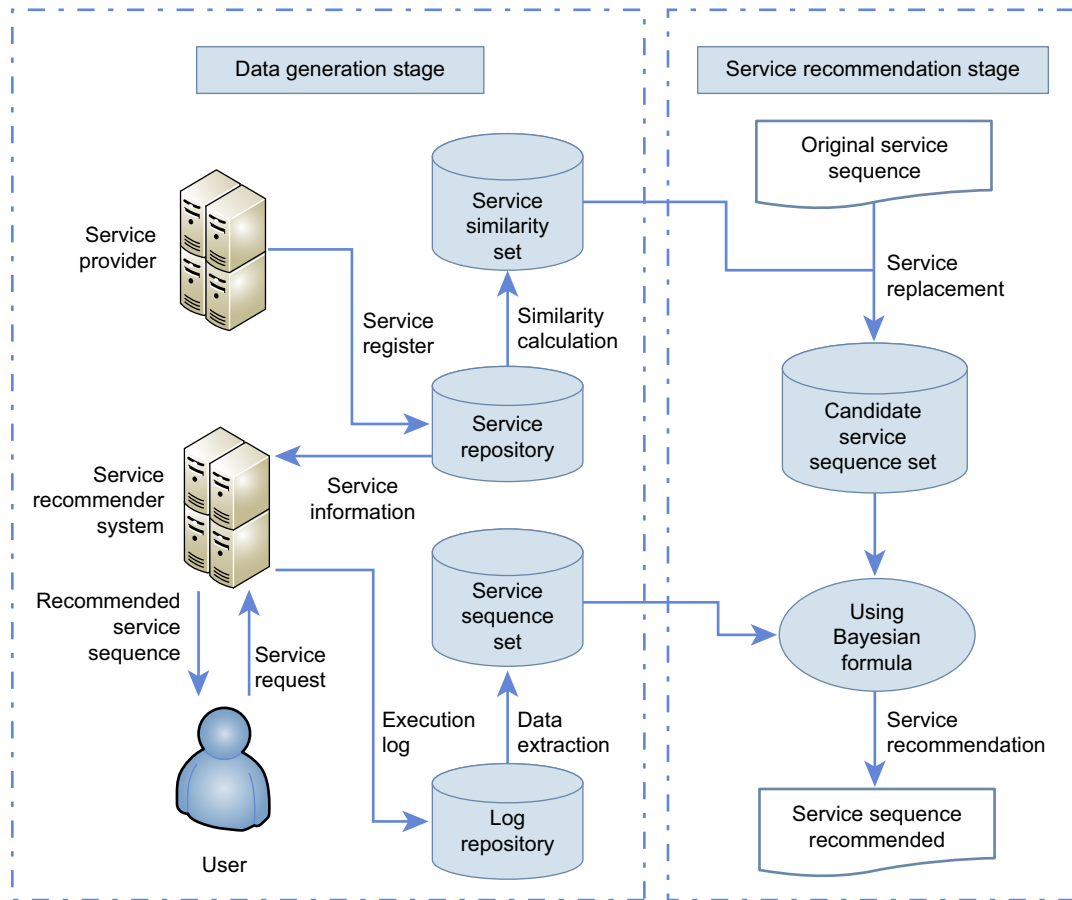 Data generation stage
Service
provider
Service
register
Service
similarity
set
Similarity
calculation
Service
repository
Service
information
Service
recommender
system
Recommended
service
sequence
Service
request
User
Execution
log
Service
sequence
set
Data
extraction
Log
repository
Service recommendation stage
Original service
sequence
Service
replacement
Candidate
service
sequence set
Using
Bayesian
formula
Service
recommendation
Service sequence
recommended